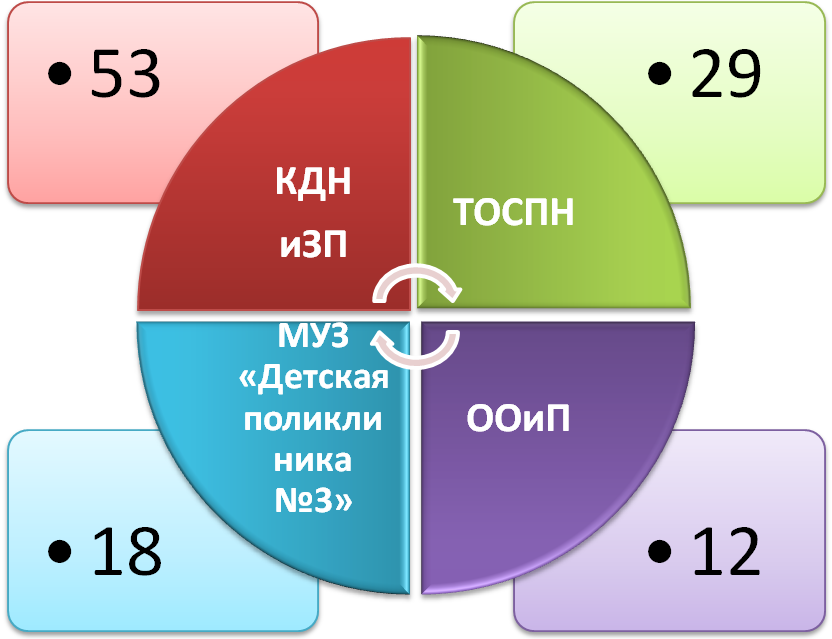 • 53
• 29
КДН
иЗП
ТОСПН
МУЗ
«Детская
поликли
ника
№3»
ООиП
• 18
• 12